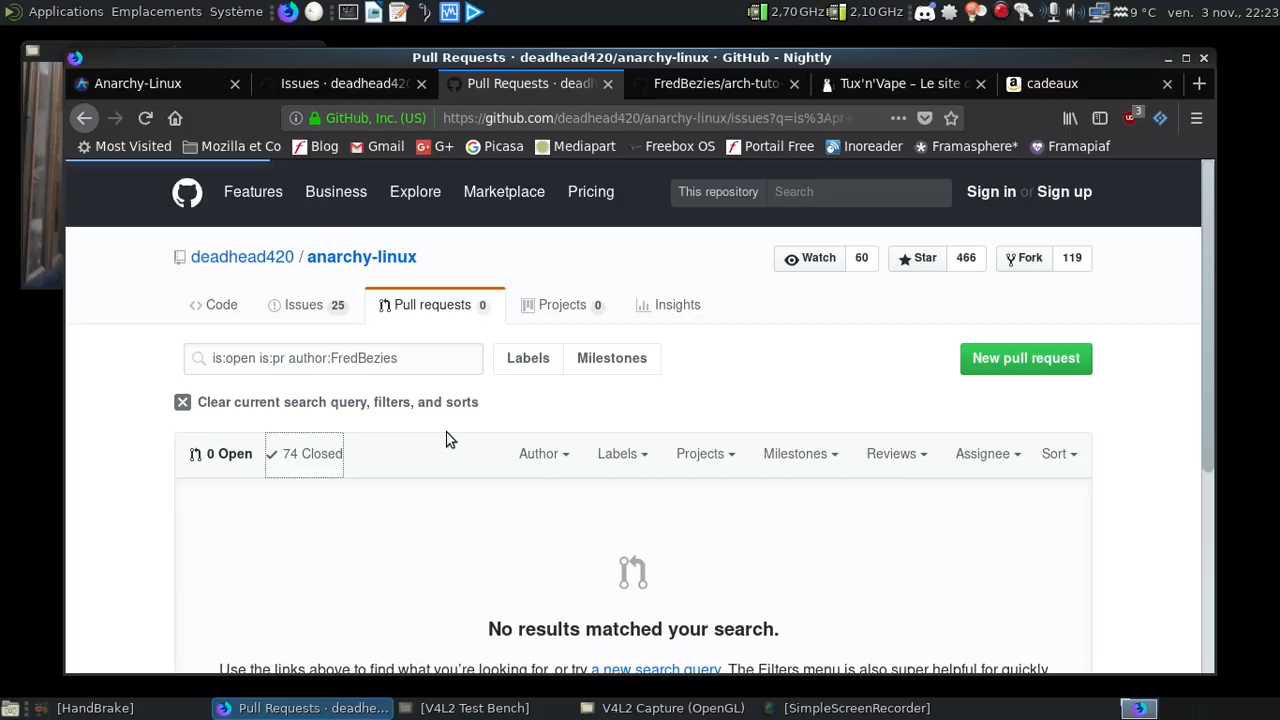 Applications Emplacements Système 2,70 GHz 2,10 GHz 9 °C ven. 3 nov., 22:23
Pull Requests · deadhead420/anarchy-linux · GitHub - Nightly
Anarchy-Linux Issues · deadhead42 Pull Requests · deadh FredBezies/arch-tuto- Tux'n'Vape – Le site d cadeaux
GitHub, Inc. (US) https://github.com/deadhead420/anarchy-linux/issues?q=is%3Apr+ 3
Most Visited Mozilla et Co Blog Gmail G+ Picasa Mediapart Freebox OS Portail Free Inoreader Framasphere* Framapiaf
Features Business Explore Marketplace Pricing This repository Search Sign in or Sign up
deadhead420 / anarchy-linux Watch 60 Star 466 Fork 119
Code Issues 25 Pull requests 0 Projects 0 Insights
is:open is:pr author:FredBezies Labels Milestones New pull request
Clear current search query, filters, and sorts
0 Open 74 Closed Author Labels Projects Milestones Reviews Assignee Sort
No results matched your search.
Use the links above to find what you're looking for, or try a new search query. The Filters menu is also super helpful for quickly
[HandBrake] Pull Requests · deadhe... [V4L2 Test Bench] V4L2 Capture (OpenGL) [SimpleScreenRecorder]